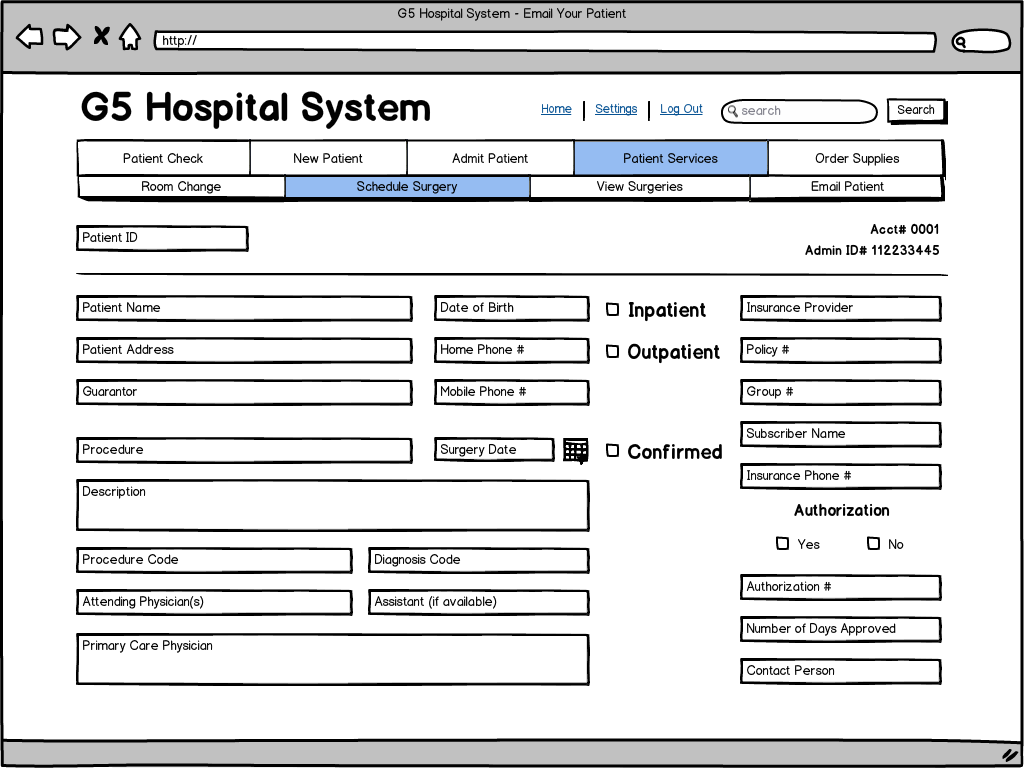 G5 Hospital System - Email Your Patient
http://
G5 Hospital System
Home Settings Log Out search Search
Patient Check New Patient Admit Patient Patient Services Order Supplies
Room Change Schedule Surgery View Surgeries Email Patient
Patient ID
Acct# 0001
Admin ID# 112233445
Patient Name Date of Birth Inpatient Insurance Provider
Patient Address Home Phone # Outpatient Policy #
Guarantor Mobile Phone # Group #
Subscriber Name
Procedure Surgery Date Confirmed
Insurance Phone #
Description
Authorization
Yes No
Procedure Code Diagnosis Code
Authorization #
Attending Physician(s) Assistant (if available)
Number of Days Approved
Primary Care Physician
Contact Person